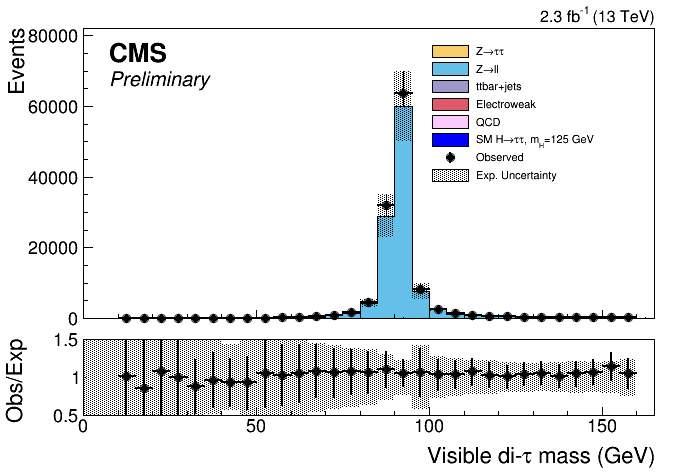 2.3 fb⁻¹ (13 TeV)
Events
80000
60000
40000
20000
0
CMS
Preliminary
Z→ττ
Z→ll
ttbar+jets
Electroweak
QCD
SM H→ττ, m_H=125 GeV
Observed
Exp. Uncertainty
Obs/Exp
1.5
1
0.5
0
50
100
150
Visible di-τ mass (GeV)